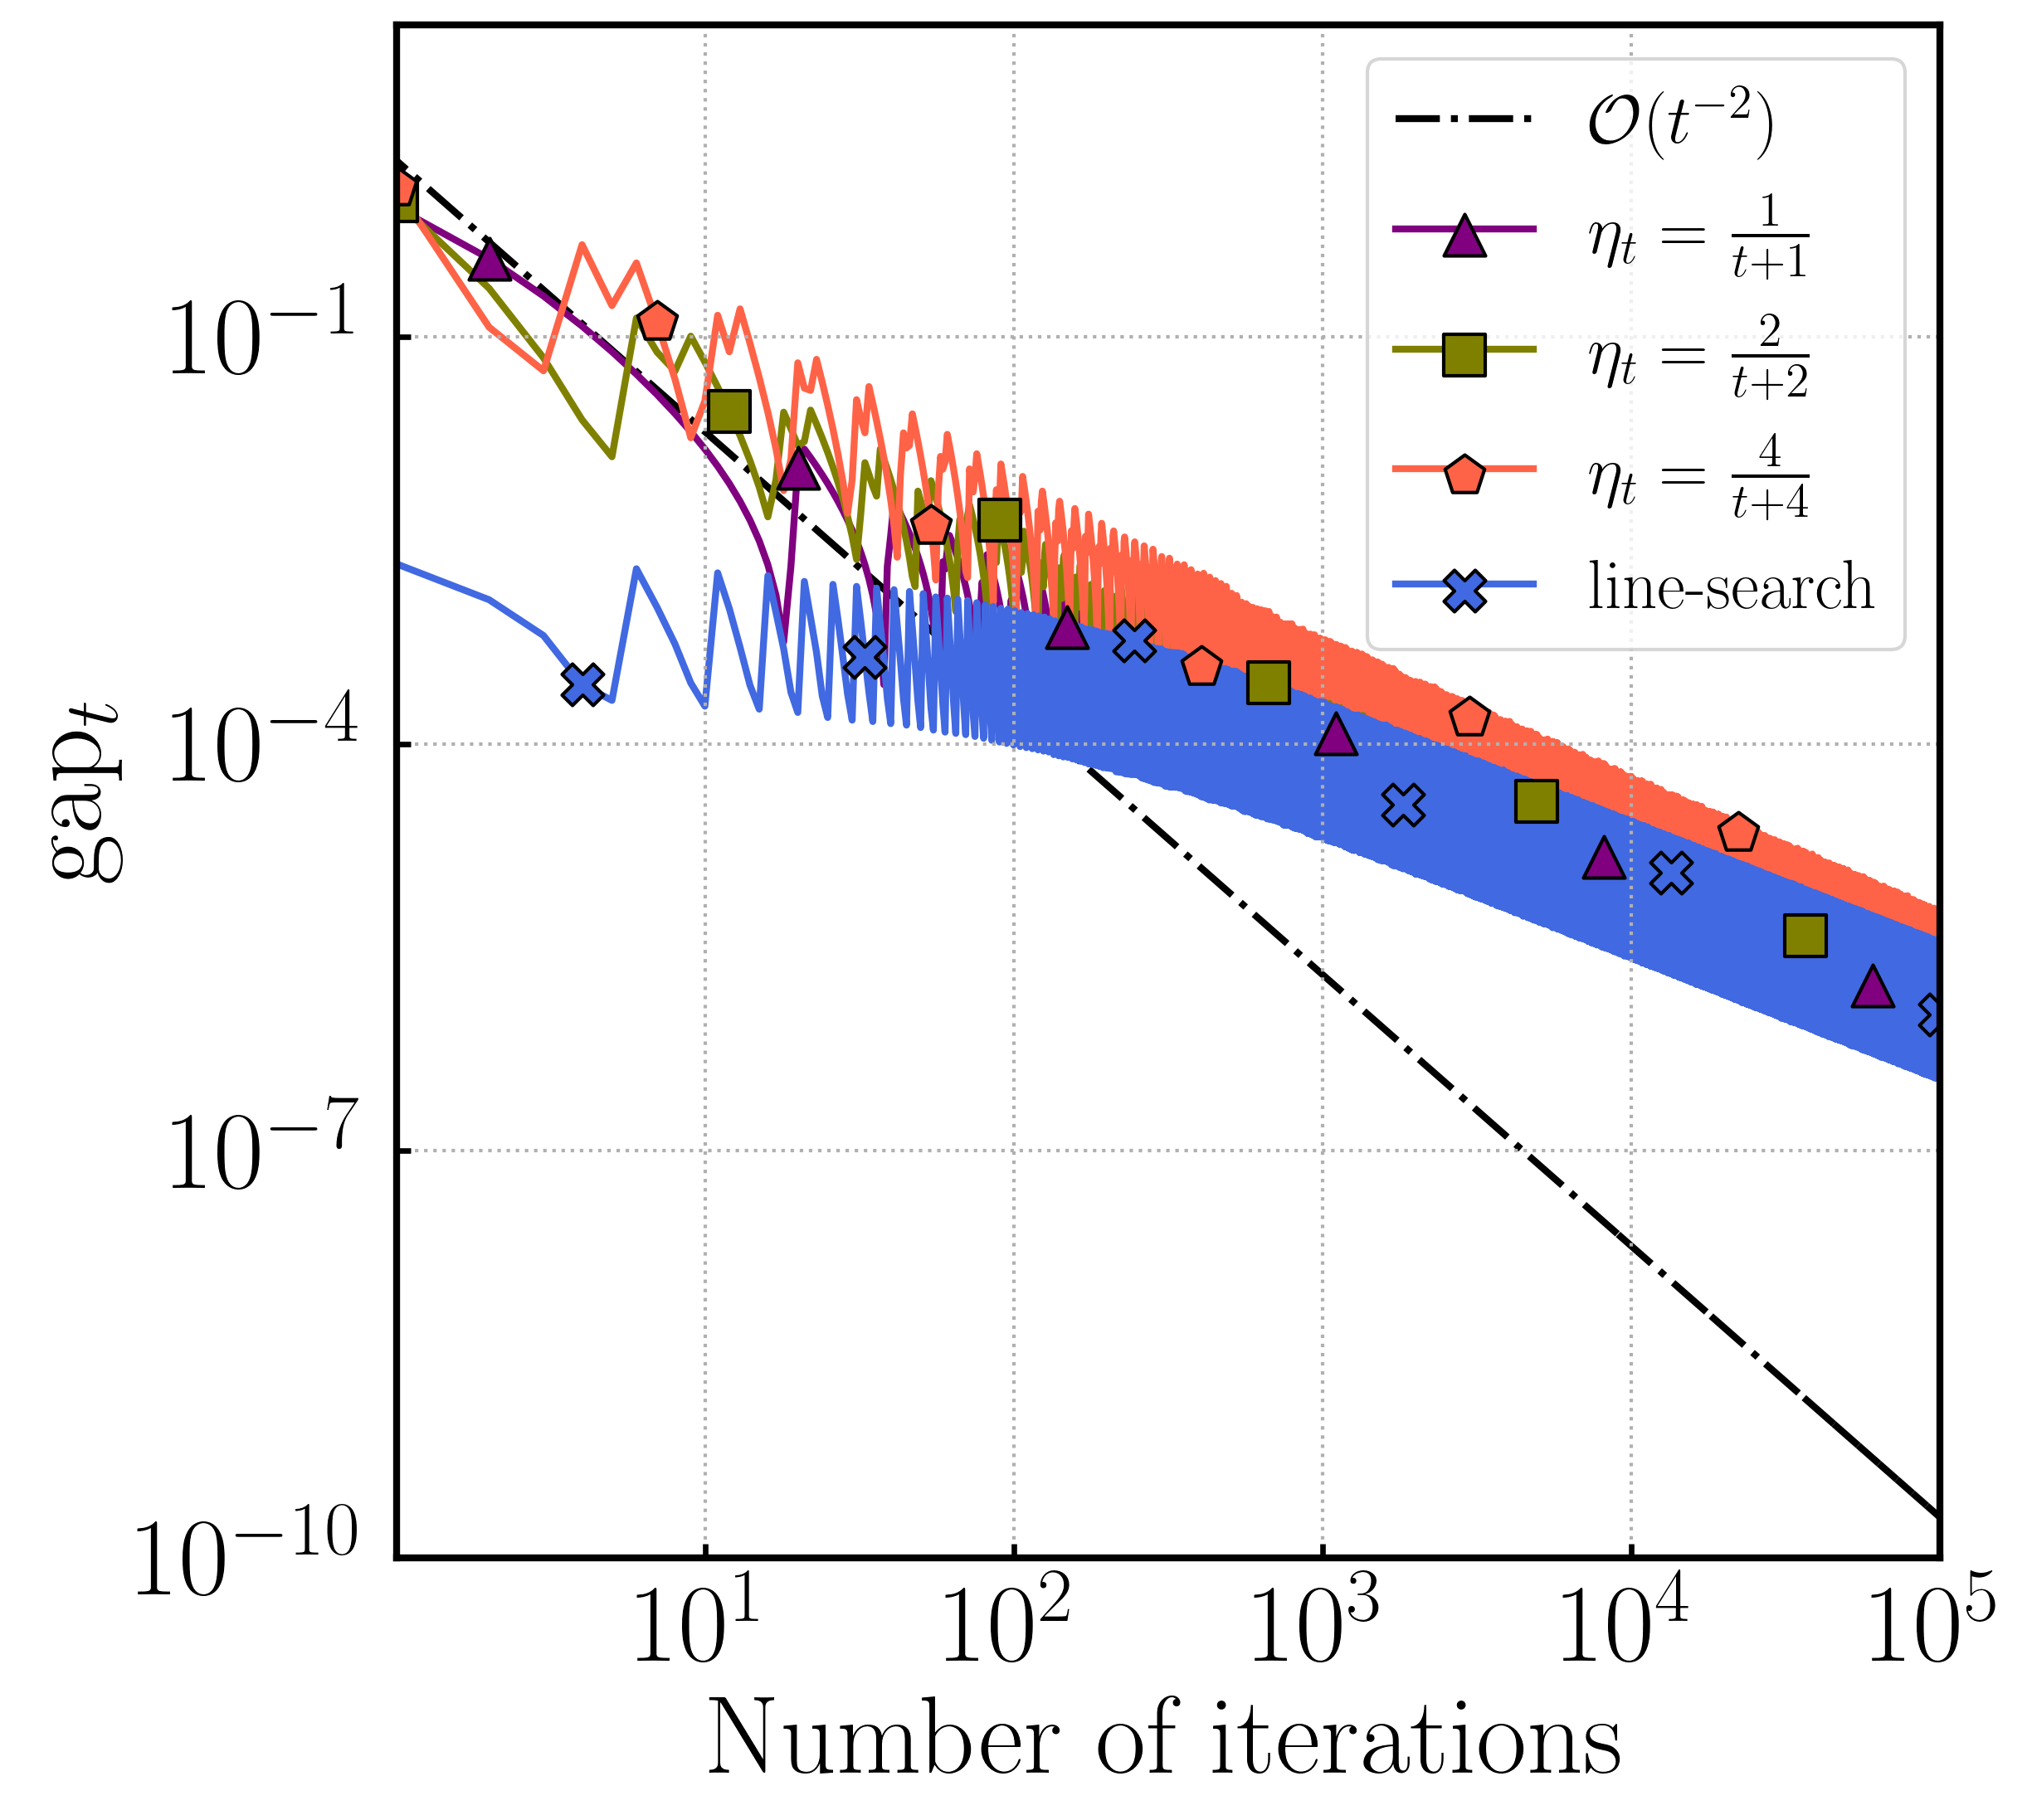 𝒪(t⁻²)
ηₜ = 1/(t+1)
ηₜ = 2/(t+2)
ηₜ = 4/(t+4)
line-search
10⁻¹
10⁻⁴
10⁻⁷
10⁻¹⁰
gapₜ
10¹ 10² 10³ 10⁴ 10⁵
Number of iterations